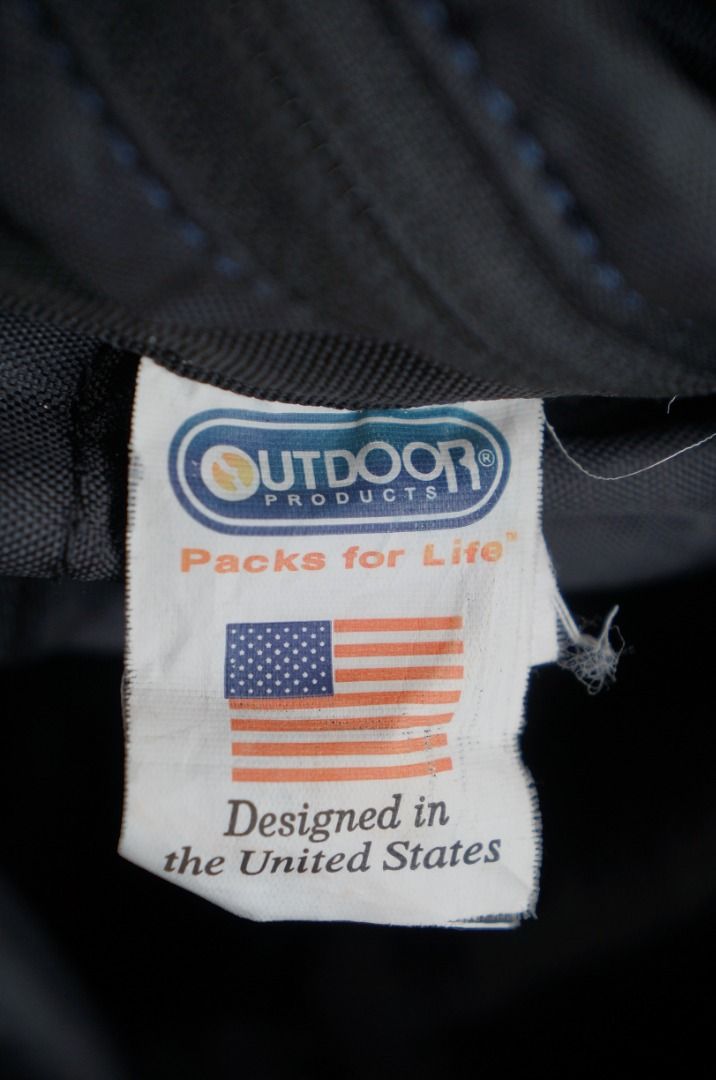 OUTDOOR®
PRODUCTS
Packs for Life™
Designed in
the United States